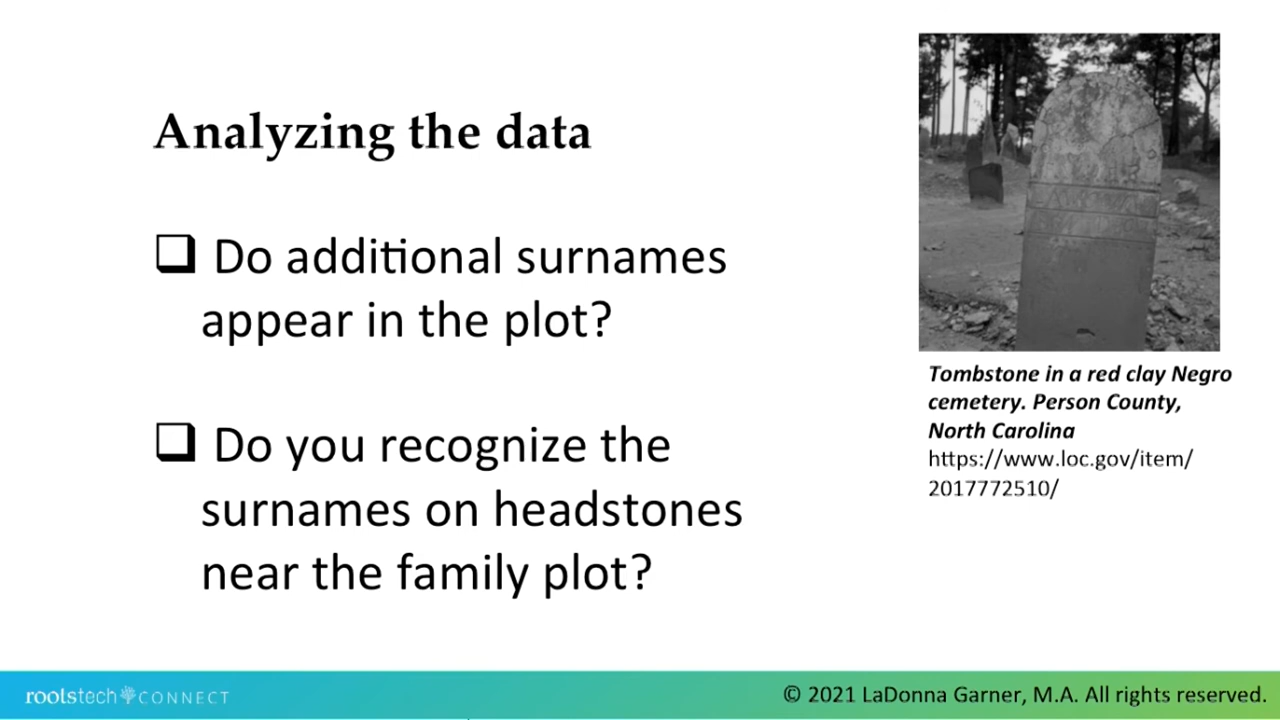 Analyzing the data
❑ Do additional surnames
appear in the plot?
❑ Do you recognize the
surnames on headstones
near the family plot?
Tombstone in a red clay Negro
cemetery. Person County,
North Carolina
https://www.loc.gov/item/
2017772510/
rootstech CONNECT
© 2021 LaDonna Garner, M.A. All rights reserved.